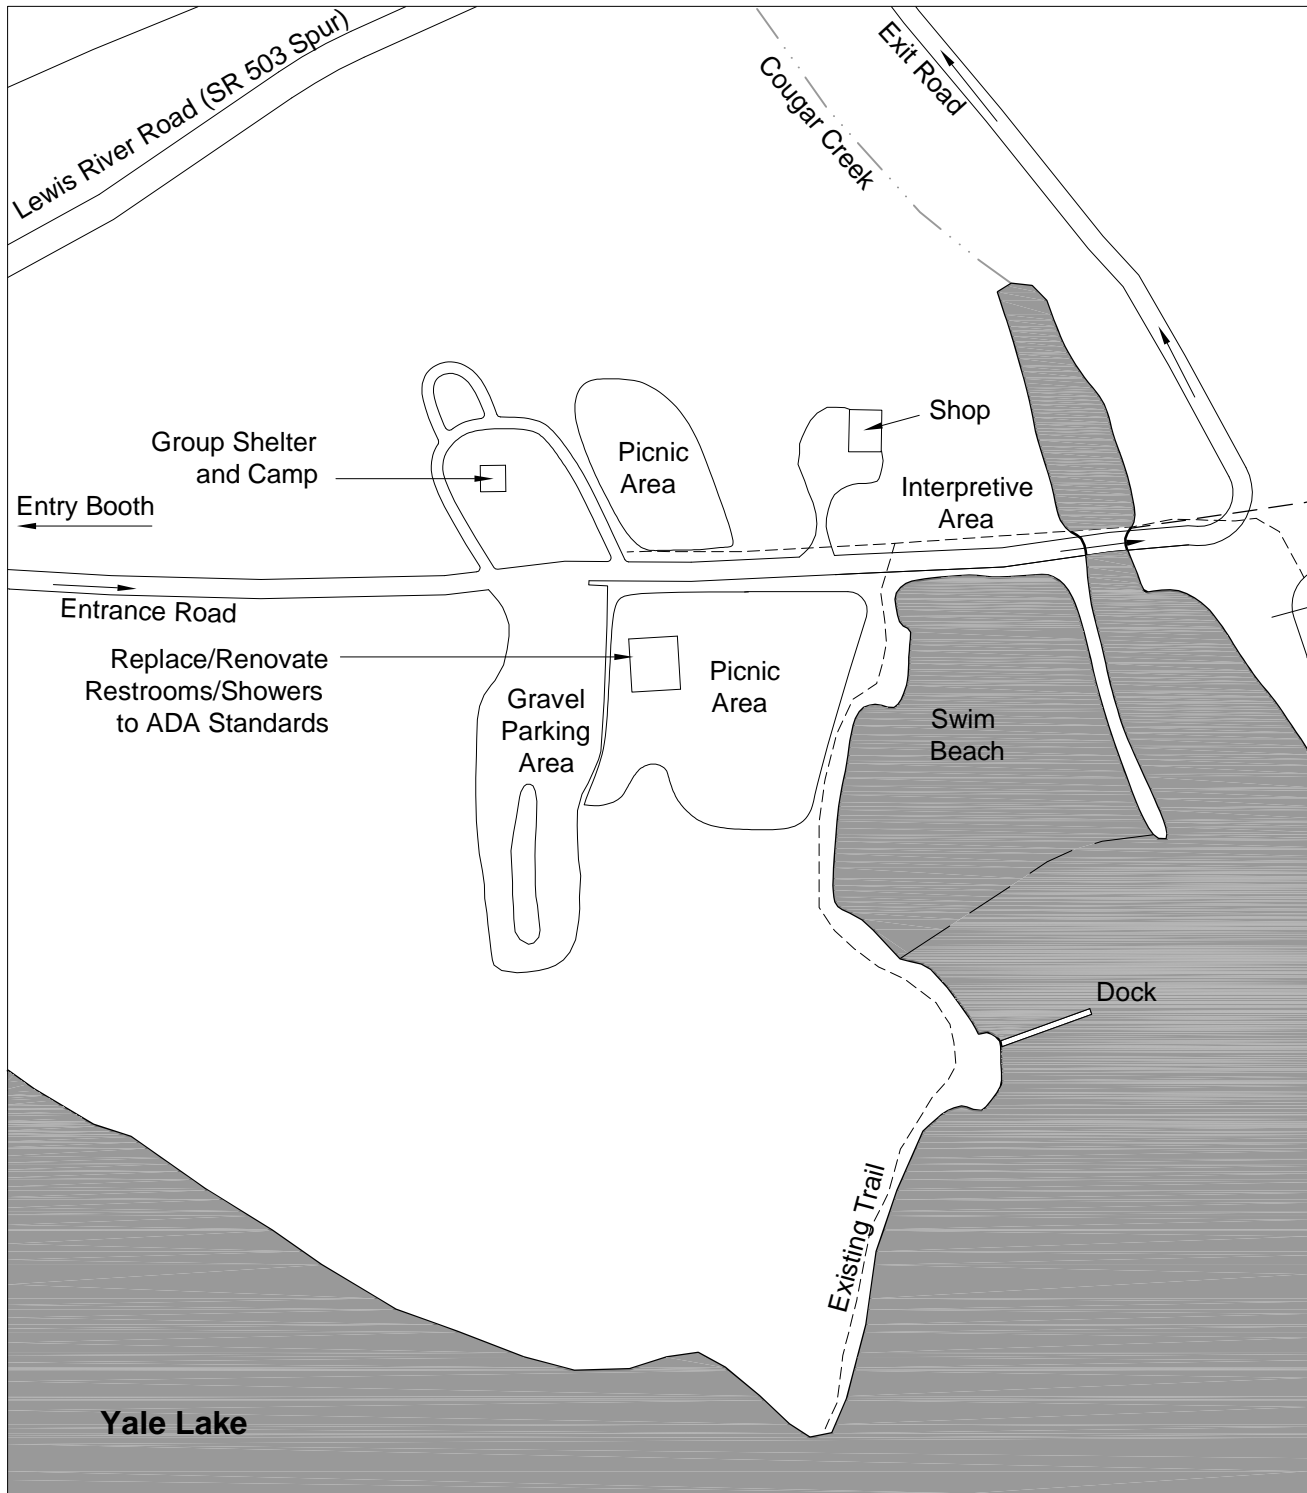 Lewis River Road (SR 503 Spur)
Cougar Creek
Exit Road
Group Shelter
and Camp
Picnic
Area
Shop
Entry Booth
Interpretive
Area
Entrance Road
Replace/Renovate
Restrooms/Showers
to ADA Standards
Gravel
Parking
Area
Picnic
Area
Swim
Beach
Dock
Existing Trail
Yale Lake